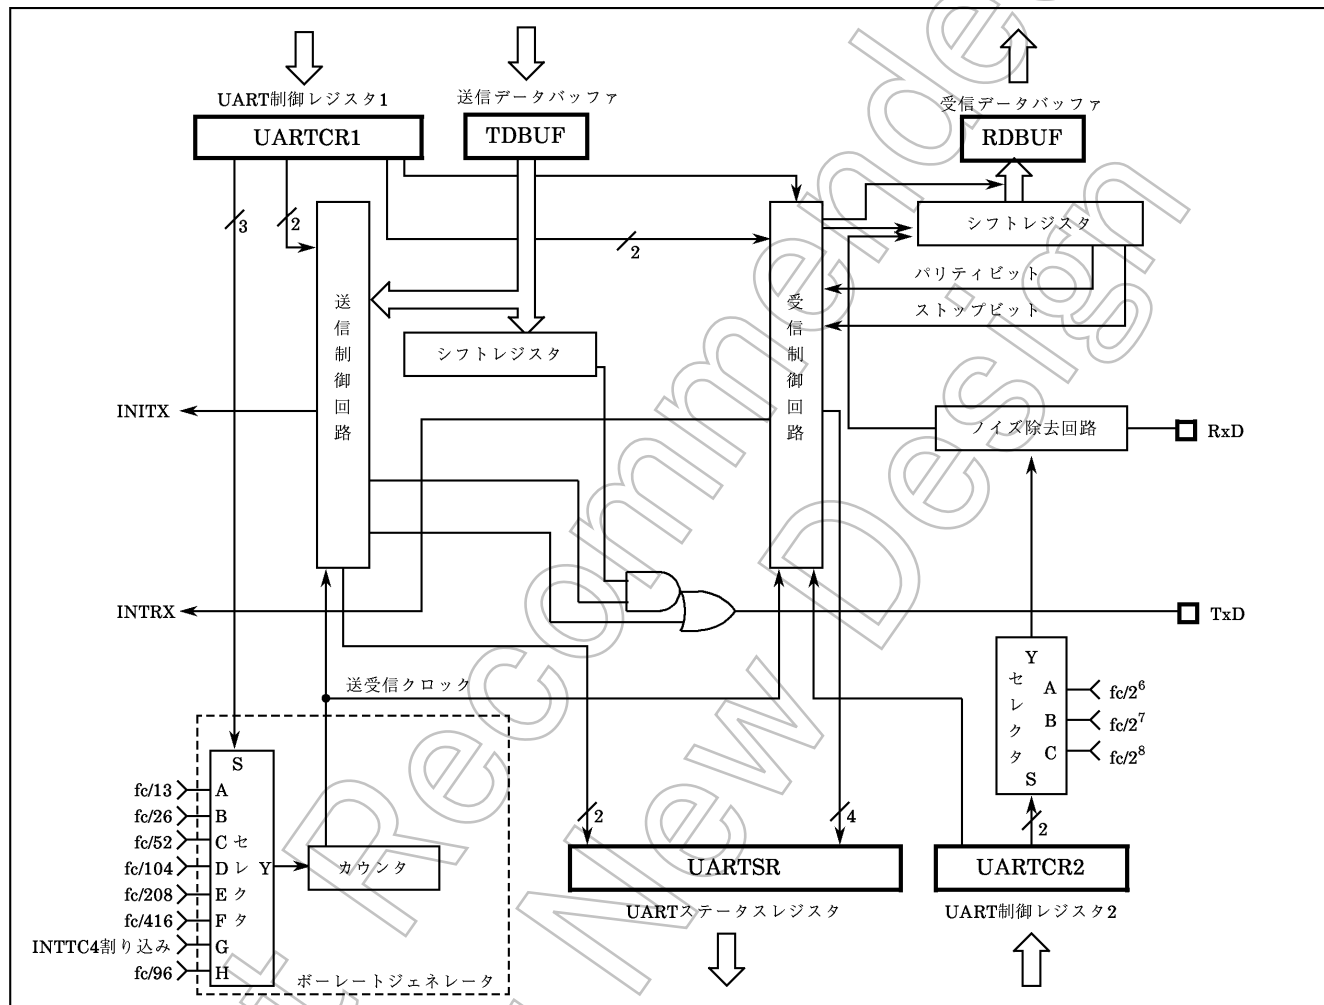 UART制御レジスタ1
送信データバッファ
受信データバッファ
UARTCR1
TDBUF
RDBUF
3
2
2
シフトレジスタ
パリティビット
ストップビット
送信制御回路
受信制御回路
シフトレジスタ
INITX
ノイズ除去回路
RxD
INTRX
TxD
送受信クロック
Y
セレクタ
A
fc/2⁶
B
fc/2⁷
C
fc/2⁸
S
2
S
fc/13
A
fc/26
B
fc/52
C
fc/104
D
fc/208
E
fc/416
F
INTTC4割り込み
G
fc/96
H
セレクタ
Y
カウンタ
ボーレートジェネレータ
2
4
UARTSR
UARTCR2
UARTステータスレジスタ
UART制御レジスタ2
t Recommended
New Design